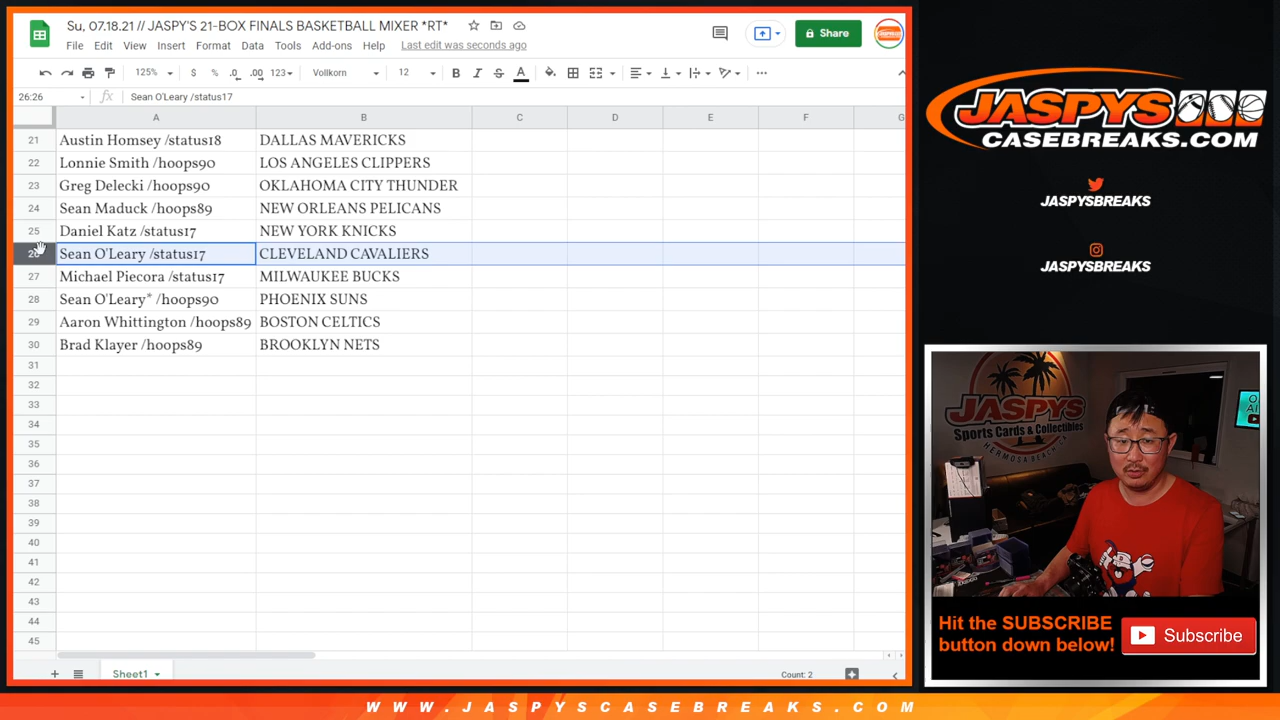 Su, 07.18.21 // JASPY'S 21-BOX FINALS BASKETBALL MIXER *RT*
File Edit View Insert Format Data Tools Add-ons Help Last edit was seconds ago
Share
125% $ % .0 .00 123 Vollkorn 12 B I S A
26:26 fx Sean O'Leary /status17
A B C D E F G
21 Austin Homsey /status18 DALLAS MAVERICKS
22 Lonnie Smith /hoops90 LOS ANGELES CLIPPERS
23 Greg Delecki /hoops90 OKLAHOMA CITY THUNDER
24 Sean Maduck /hoops89 NEW ORLEANS PELICANS
25 Daniel Katz /status17 NEW YORK KNICKS
26 Sean O'Leary /status17 CLEVELAND CAVALIERS
27 Michael Piecora /status17 MILWAUKEE BUCKS
28 Sean O'Leary* /hoops90 PHOENIX SUNS
29 Aaron Whittington /hoops89 BOSTON CELTICS
30 Brad Klayer /hoops89 BROOKLYN NETS
31
32
33
34
35
36
37
38
39
40
41
42
43
44
45
Sheet1
Count: 2
JASPYS
CASEBREAKS.COM
JASPYSBREAKS
JASPYSBREAKS
JASPYS
Sports Cards & Collectibles
HERMOSA BEACH, CA
Hit the SUBSCRIBE
button down below!
Subscribe
WWW.JASPYSCASEBREAKS.COM